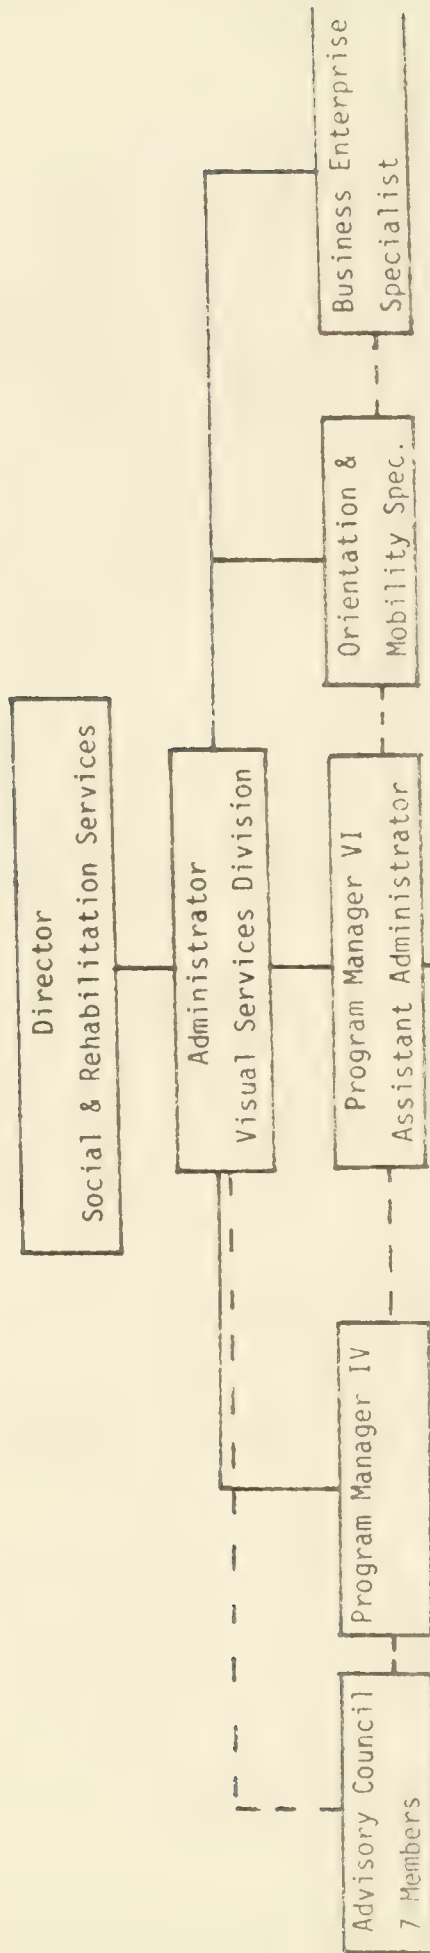 Director
Social & Rehabilitation Services
Administrator
Visual Services Division
Advisory Council
7 Members
Program Manager IV
Program Manager VI
Assistant Administrator
Orientation &
Mobility Spec.
Business Enterprise
Specialist